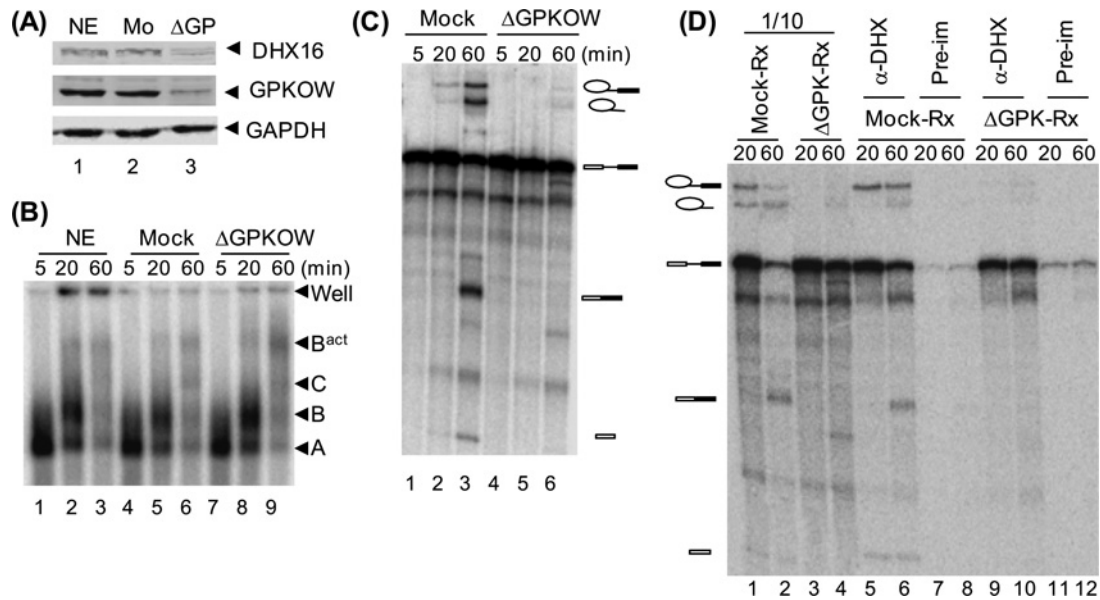 (A)
NE Mo ΔGP
DHX16
GPKOW
GAPDH
1 2 3
(B)
NE Mock ΔGPKOW
5 20 60 5 20 60 5 20 60 (min)
Well
Bact
C
B
A
1 2 3 4 5 6 7 8 9
(C)
Mock ΔGPKOW
5 20 60 5 20 60 (min)
1 2 3 4 5 6
(D)
1/10
Mock-Rx ΔGPK-Rx α-DHX Pre-im α-DHX Pre-im
Mock-Rx ΔGPK-Rx
20 60 20 60 20 60 20 60 20 60 20 60
1 2 3 4 5 6 7 8 9 10 11 12